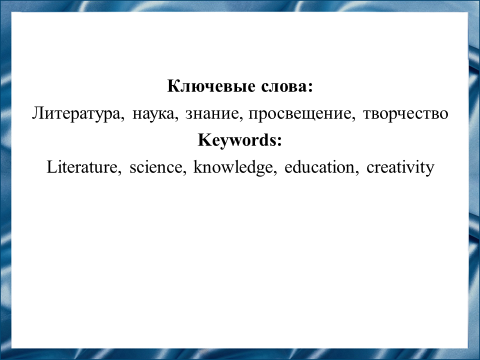 Ключевые слова:
Литература, наука, знание, просвещение, творчество
Keywords:
Literature, science, knowledge, education, creativity